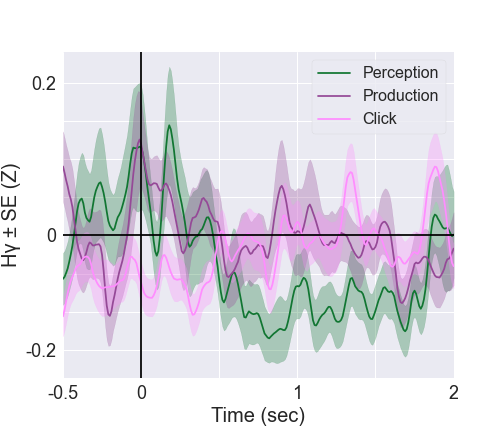 Hγ ± SE (Z)
0.2
0
-0.2
Perception
Production
Click
-0.5
0
1
2
Time (sec)